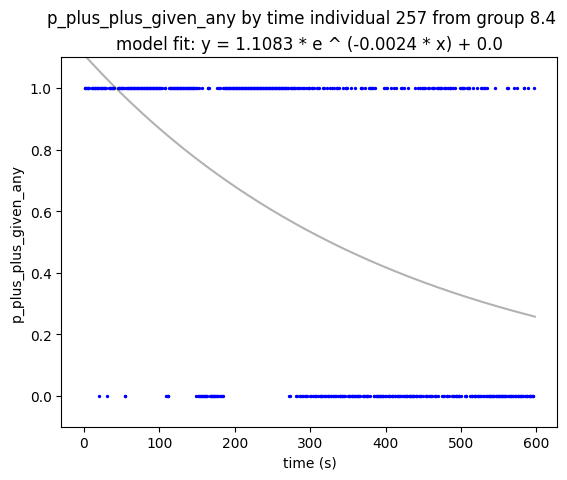 p_plus_plus_given_any by time individual 257 from group 8.4
model fit: y = 1.1083 * e ^ (-0.0024 * x) + 0.0
1.0
0.8
0.6
0.4
0.2
0.0
p_plus_plus_given_any
0 100 200 300 400 500 600
time (s)